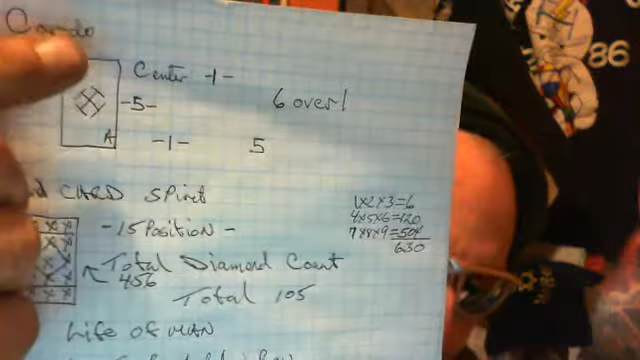 Center -1-
-5-
6 over 1
A
-1-
5
CARD Spirit
1x2x3=6
4x5x6=120
7x8x9=504
630
-15 Position-
Total Diamond Count
456
Total 105
Life of MAN
86